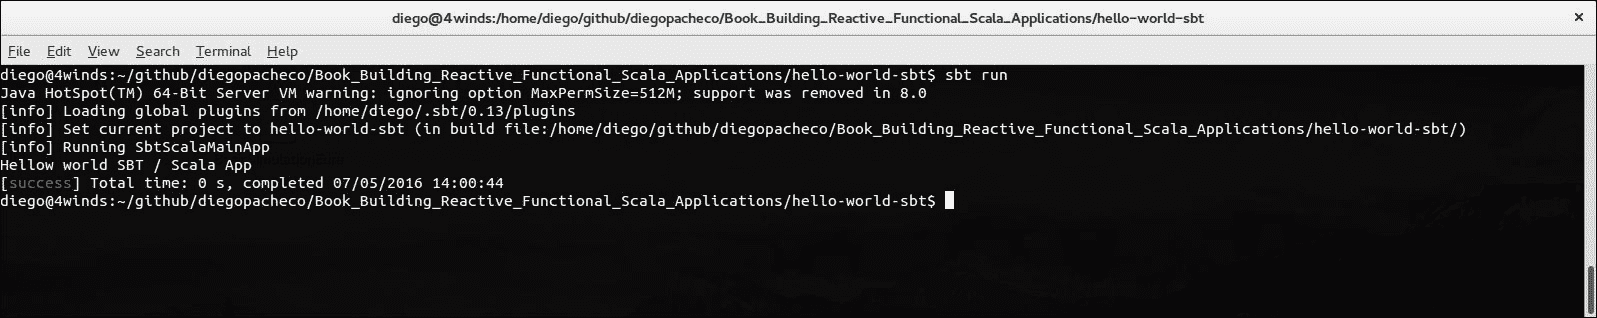 diego@4winds:/home/diego/github/diegopacheco/Book_Building_Reactive_Functional_Scala_Applications/hello-world-sbt ×
File Edit View Search Terminal Help
diego@4winds:~/github/diegopacheco/Book_Building_Reactive_Functional_Scala_Applications/hello-world-sbt$ sbt run
Java HotSpot(TM) 64-Bit Server VM warning: ignoring option MaxPermSize=512M; support was removed in 8.0
[info] Loading global plugins from /home/diego/.sbt/0.13/plugins
[info] Set current project to hello-world-sbt (in build file:/home/diego/github/diegopacheco/Book_Building_Reactive_Functional_Scala_Applications/hello-world-sbt/)
[info] Running SbtScalaMainApp
Hellow world SBT / Scala App
[success] Total time: 0 s, completed 07/05/2016 14:00:44
diego@4winds:~/github/diegopacheco/Book_Building_Reactive_Functional_Scala_Applications/hello-world-sbt$